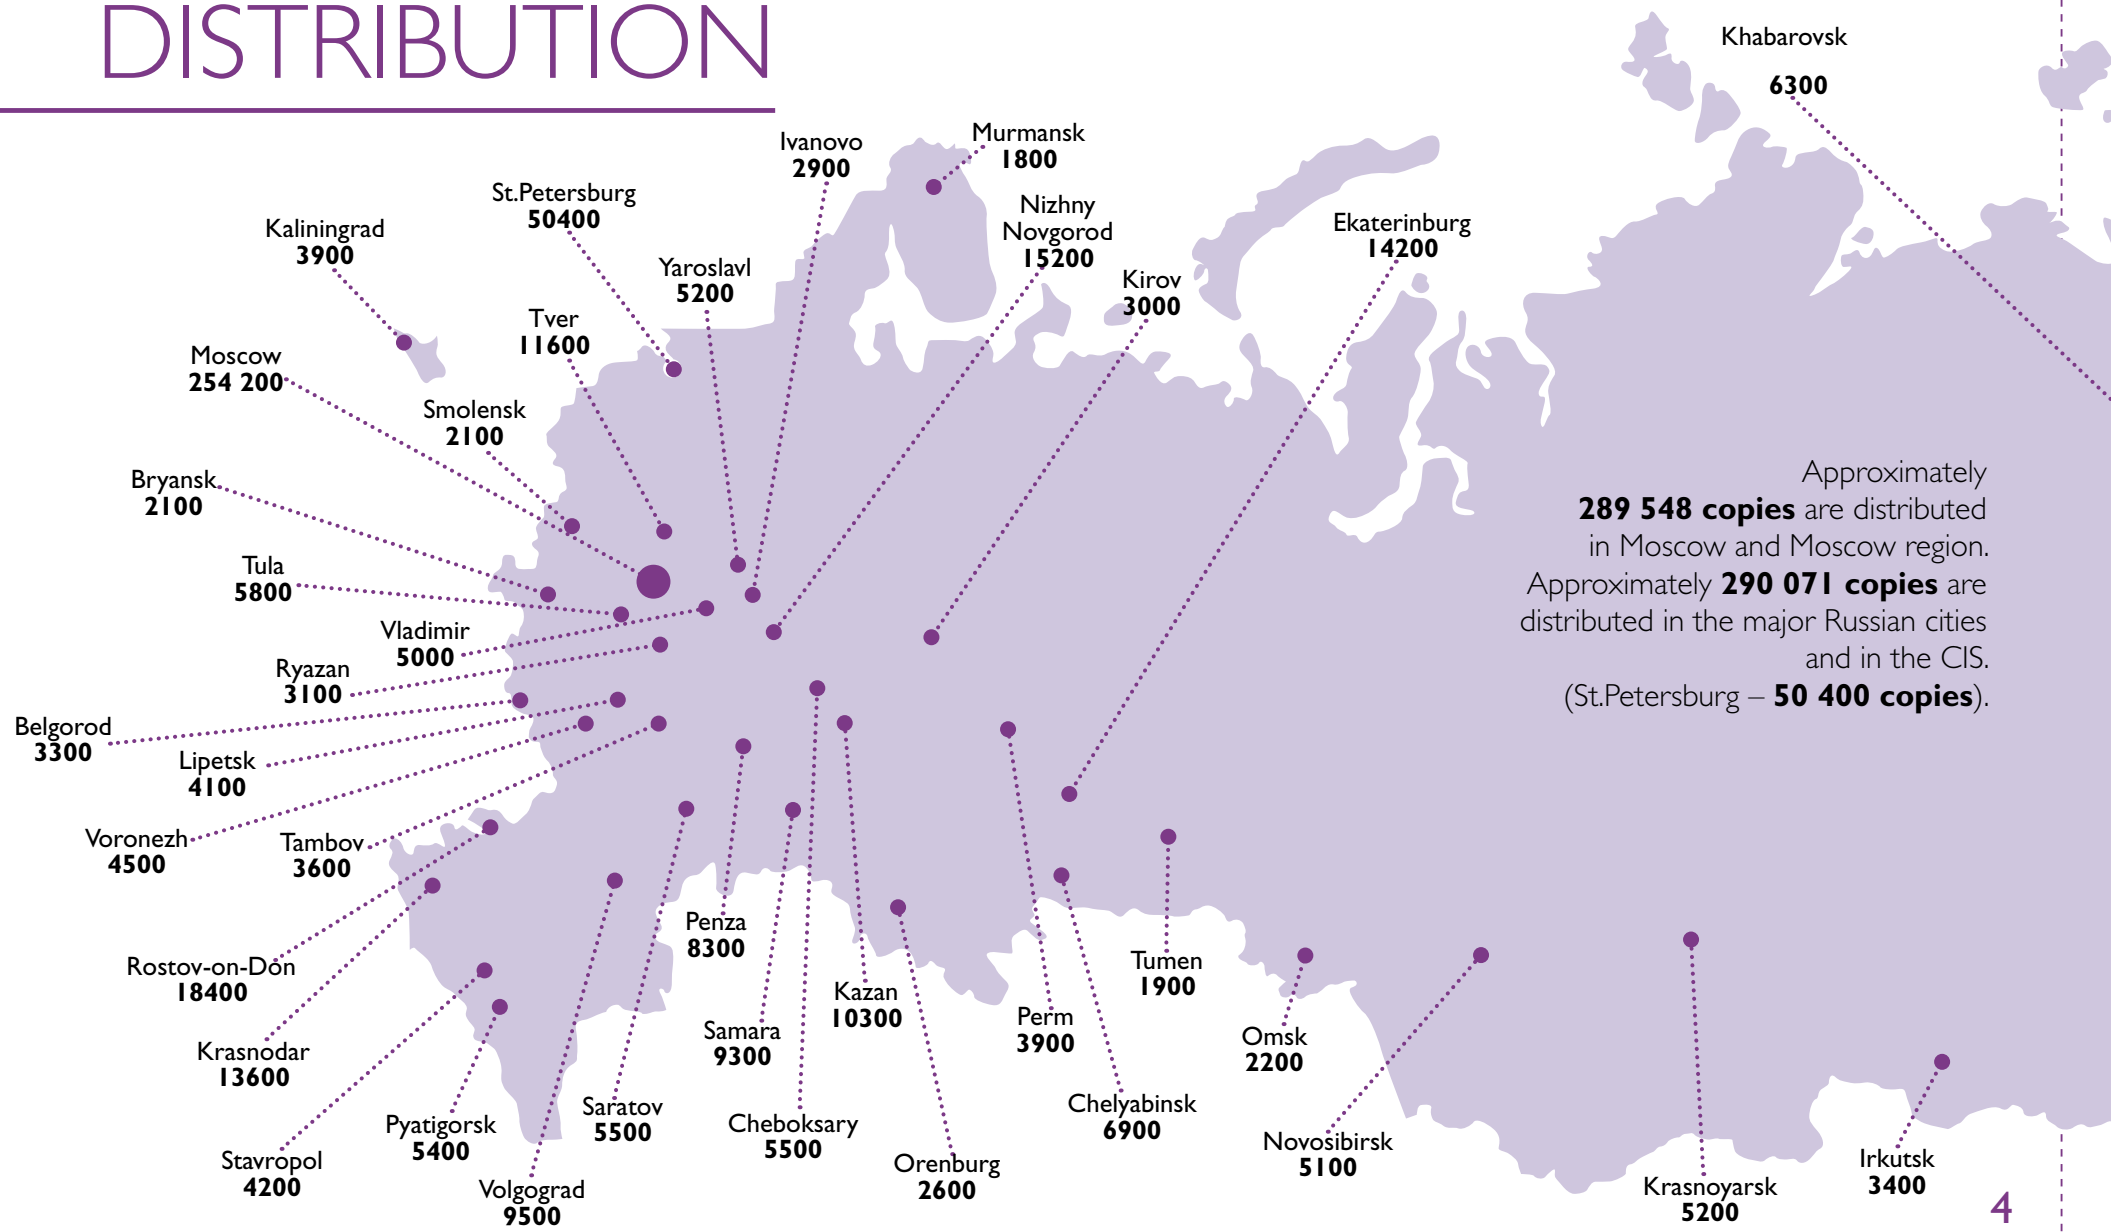 DISTRIBUTION
Khabarovsk
6300
Murmansk
1800
Ivanovo
2900
St.Petersburg
50400
Nizhny
Novgorod
15200
Ekaterinburg
14200
Kaliningrad
3900
Yaroslavl
5200
Kirov
3000
Tver
11600
Moscow
254 200
Smolensk
2100
Bryansk
2100
Approximately
289 548 copies are distributed
in Moscow and Moscow region.
Approximately 290 071 copies are
distributed in the major Russian cities
and in the CIS.
(St.Petersburg – 50 400 copies).
Tula
5800
Vladimir
5000
Ryazan
3100
Belgorod
3300
Lipetsk
4100
Voronezh
4500
Tambov
3600
Penza
8300
Rostov-on-Don
18400
Kazan
10300
Tumen
1900
Samara
9300
Perm
3900
Omsk
2200
Krasnodar
13600
Chelyabinsk
6900
Saratov
5500
Pyatigorsk
5400
Cheboksary
5500
Novosibirsk
5100
Stavropol
4200
Orenburg
2600
Irkutsk
3400
Volgograd
9500
Krasnoyarsk
5200
4